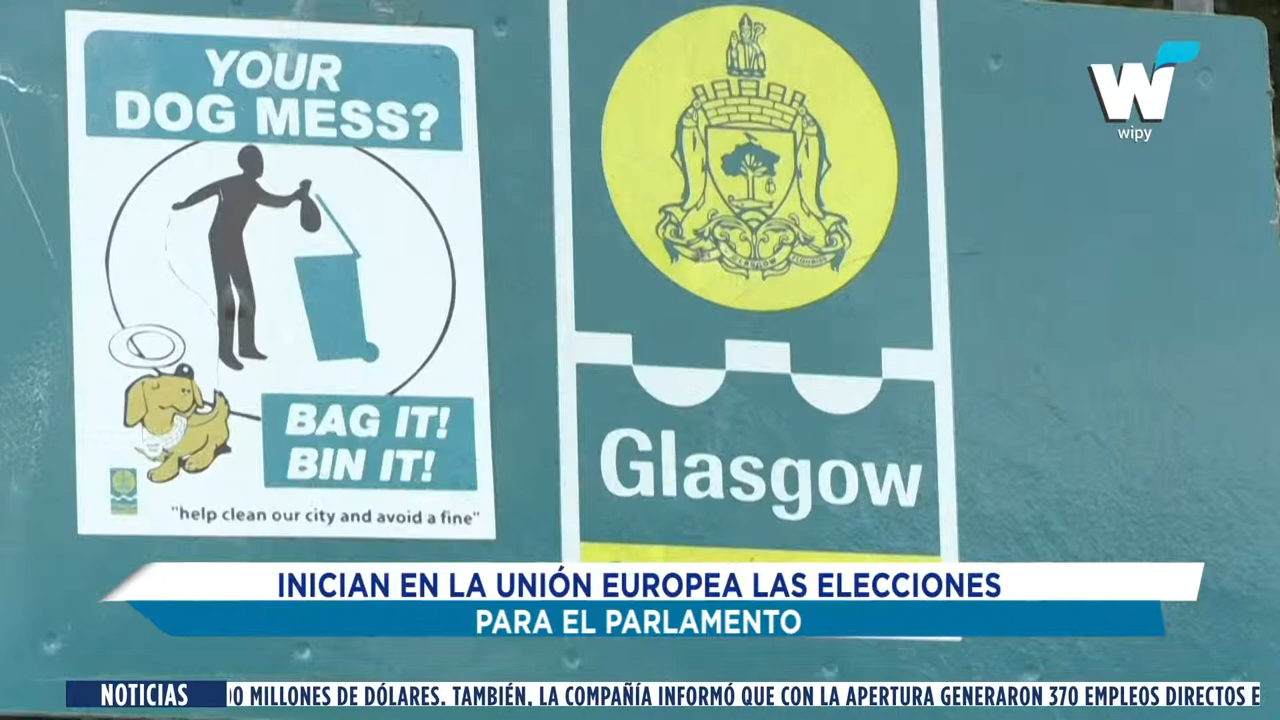 YOUR
DOG MESS?
BAG IT!
BIN IT!
"help clean our city and avoid a fine"
Glasgow
W
wipy
INICIAN EN LA UNIÓN EUROPEA LAS ELECCIONES
PARA EL PARLAMENTO
NOTICIAS
00 MILLONES DE DÓLARES. TAMBIÉN, LA COMPAÑÍA INFORMÓ QUE CON LA APERTURA GENERARON 370 EMPLEOS DIRECTOS E